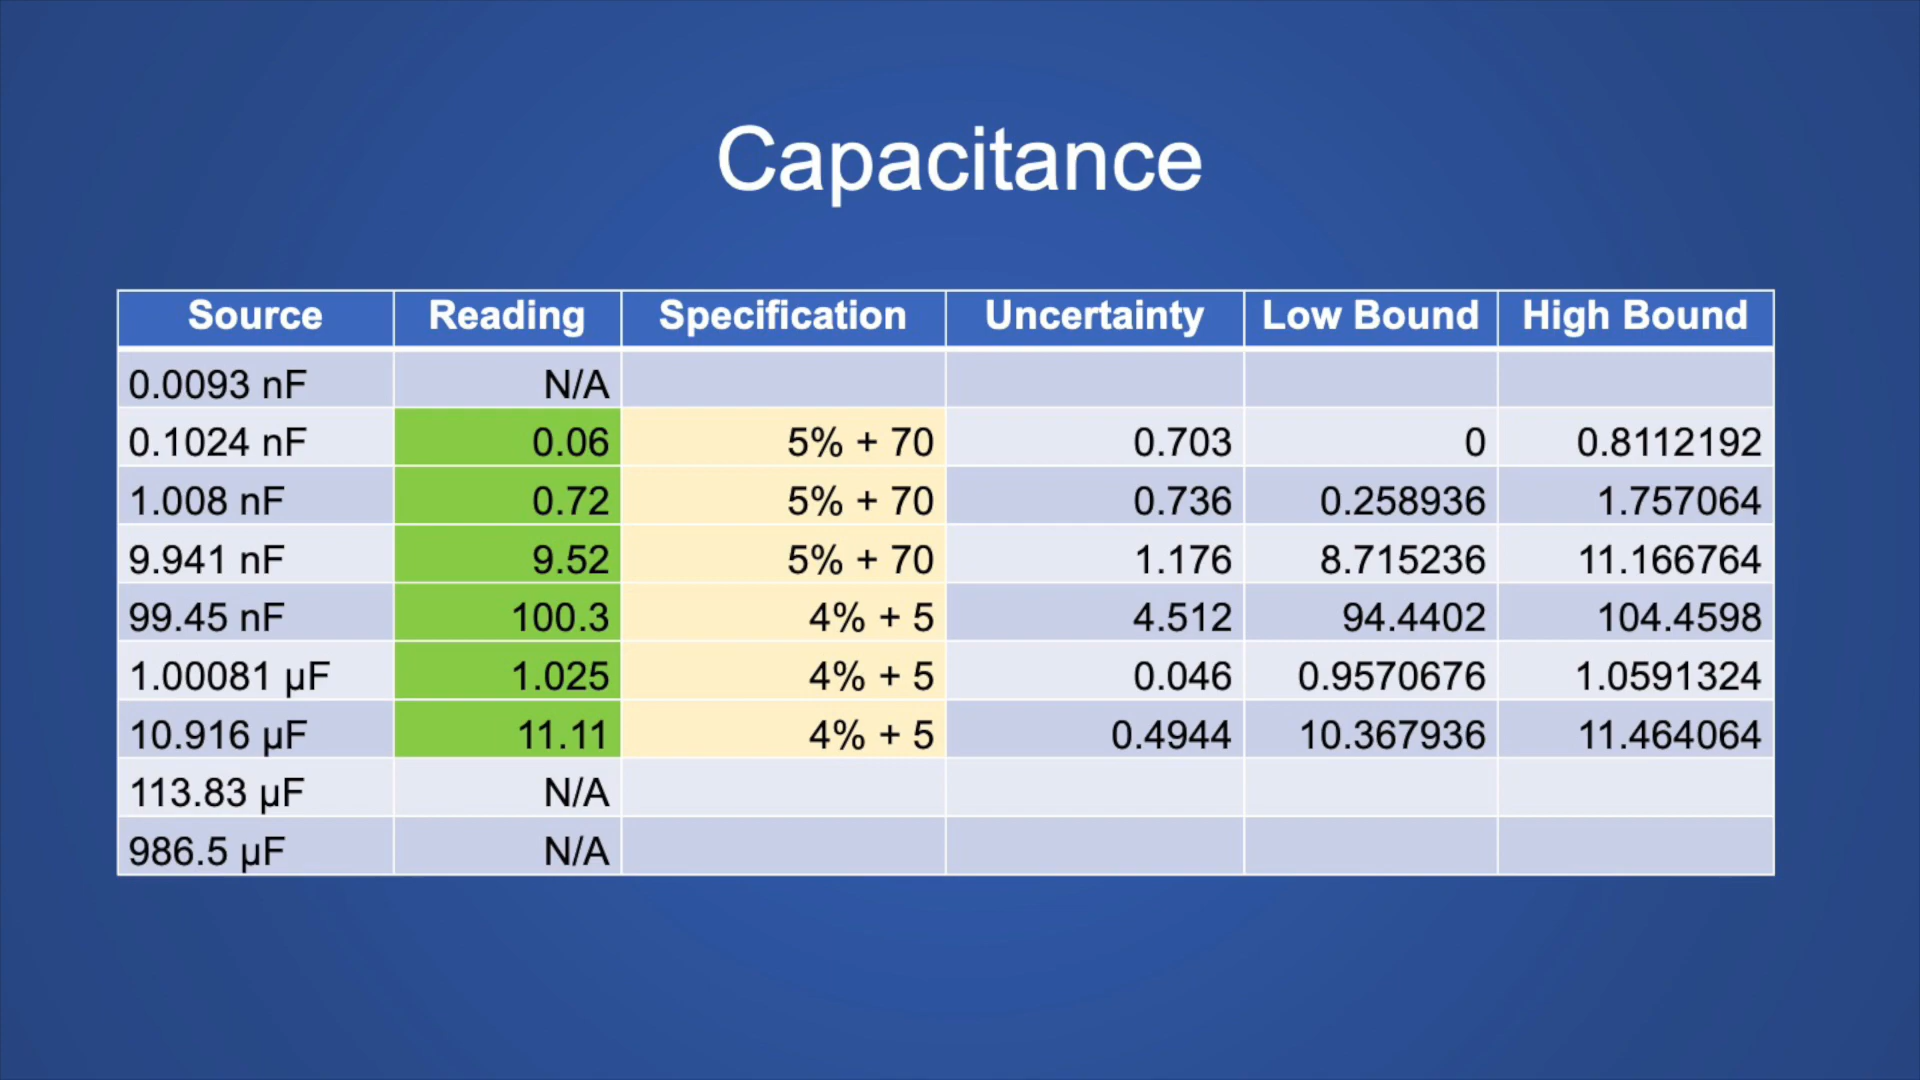 Capacitance
Source Reading Specification Uncertainty Low Bound High Bound
0.0093 nF N/A
0.1024 nF 0.06 5% + 70 0.703 0 0.8112192
1.008 nF 0.72 5% + 70 0.736 0.258936 1.757064
9.941 nF 9.52 5% + 70 1.176 8.715236 11.166764
99.45 nF 100.3 4% + 5 4.512 94.4402 104.4598
1.00081 µF 1.025 4% + 5 0.046 0.9570676 1.0591324
10.916 µF 11.11 4% + 5 0.4944 10.367936 11.464064
113.83 µF N/A
986.5 µF N/A